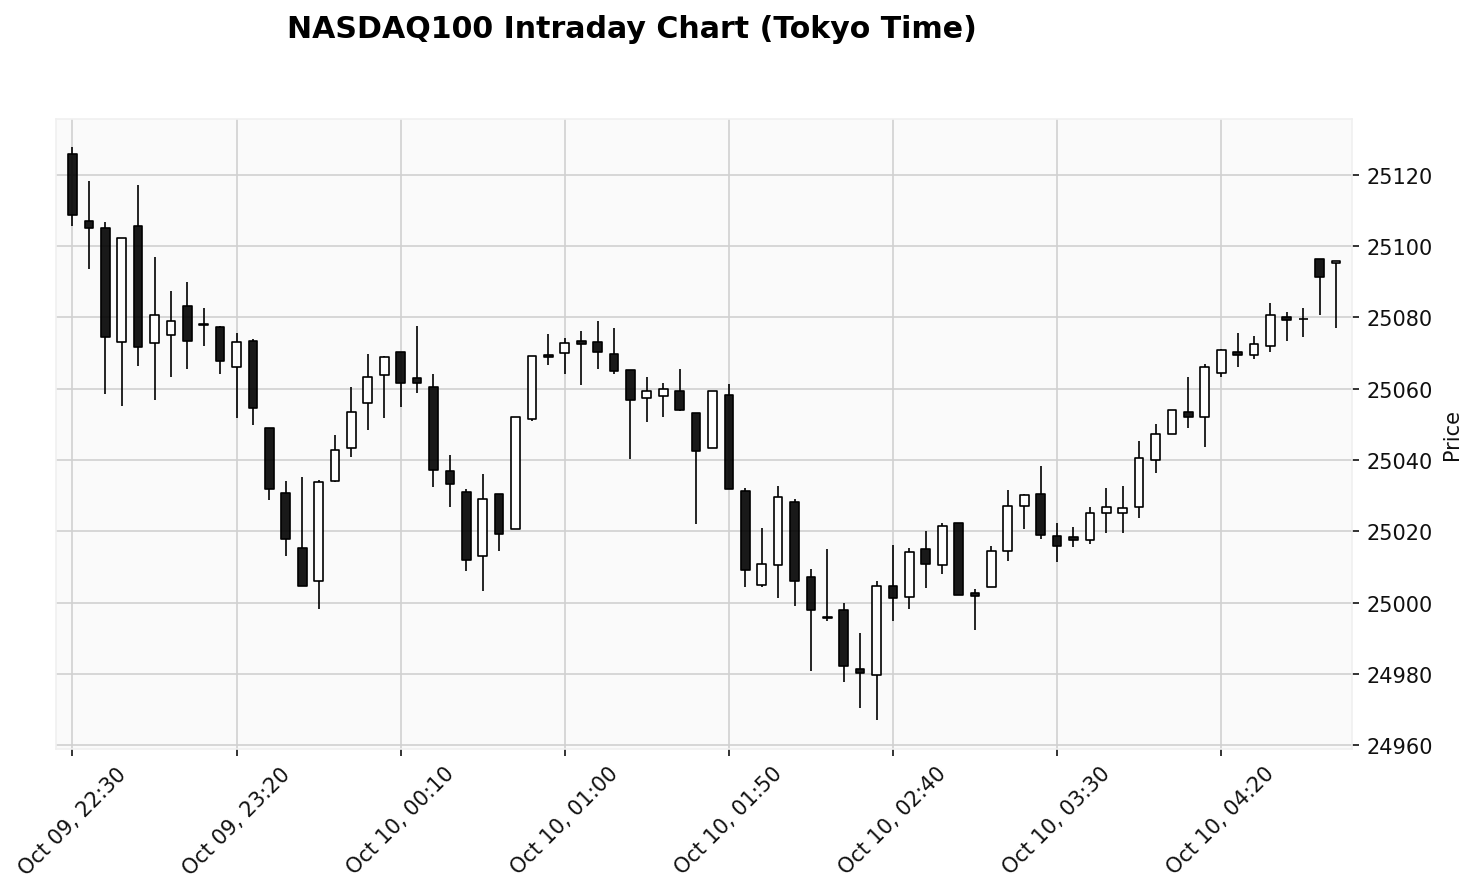 NASDAQ100 Intraday Chart (Tokyo Time)
25120
25100
25080
25060
25040
25020
25000
24980
24960
Price
Oct 09, 22:30
Oct 09, 23:20
Oct 10, 00:10
Oct 10, 01:00
Oct 10, 01:50
Oct 10, 02:40
Oct 10, 03:30
Oct 10, 04:20